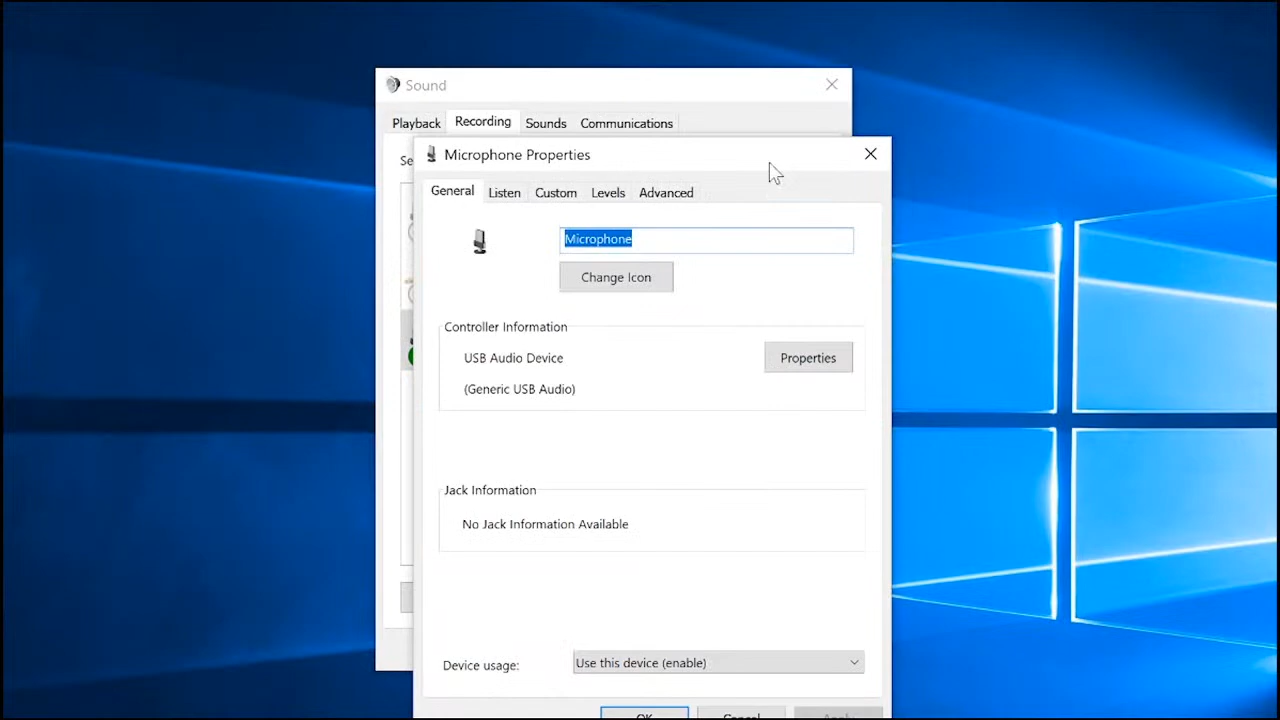 Sound
Playback Recording Sounds Communications
Se
Microphone Properties
General Listen Custom Levels Advanced
Microphone
Change Icon
Controller Information
USB Audio Device
Properties
(Generic USB Audio)
Jack Information
No Jack Information Available
Device usage: Use this device (enable)
OK Cancel Apply